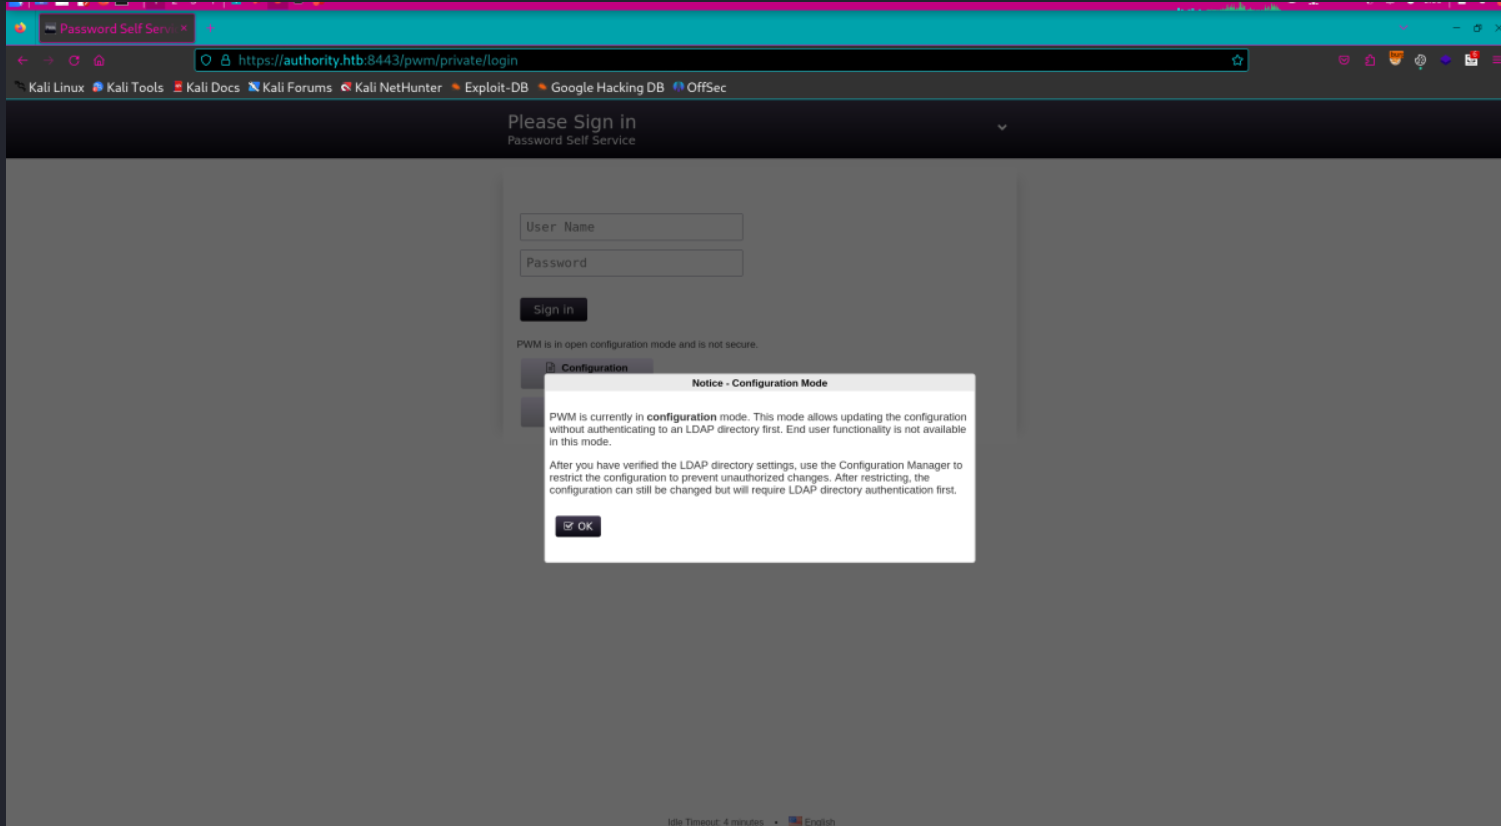 Password Self Serv
https://authority.htb:8443/pwm/private/login
Kali Linux Kali Tools Kali Docs Kali Forums Kali NetHunter Exploit-DB Google Hacking DB OffSec
Please Sign in
Password Self Service
User Name
Password
Sign in
PWM is in open configuration mode and is not secure.
Configuration
Notice - Configuration Mode
PWM is currently in configuration mode. This mode allows updating the configuration
without authenticating to an LDAP directory first. End user functionality is not available
in this mode.
After you have verified the LDAP directory settings, use the Configuration Manager to
restrict the configuration to prevent unauthorized changes. After restricting, the
configuration can still be changed but will require LDAP directory authentication first.
OK
Idle Timeout: 4 minutes • English